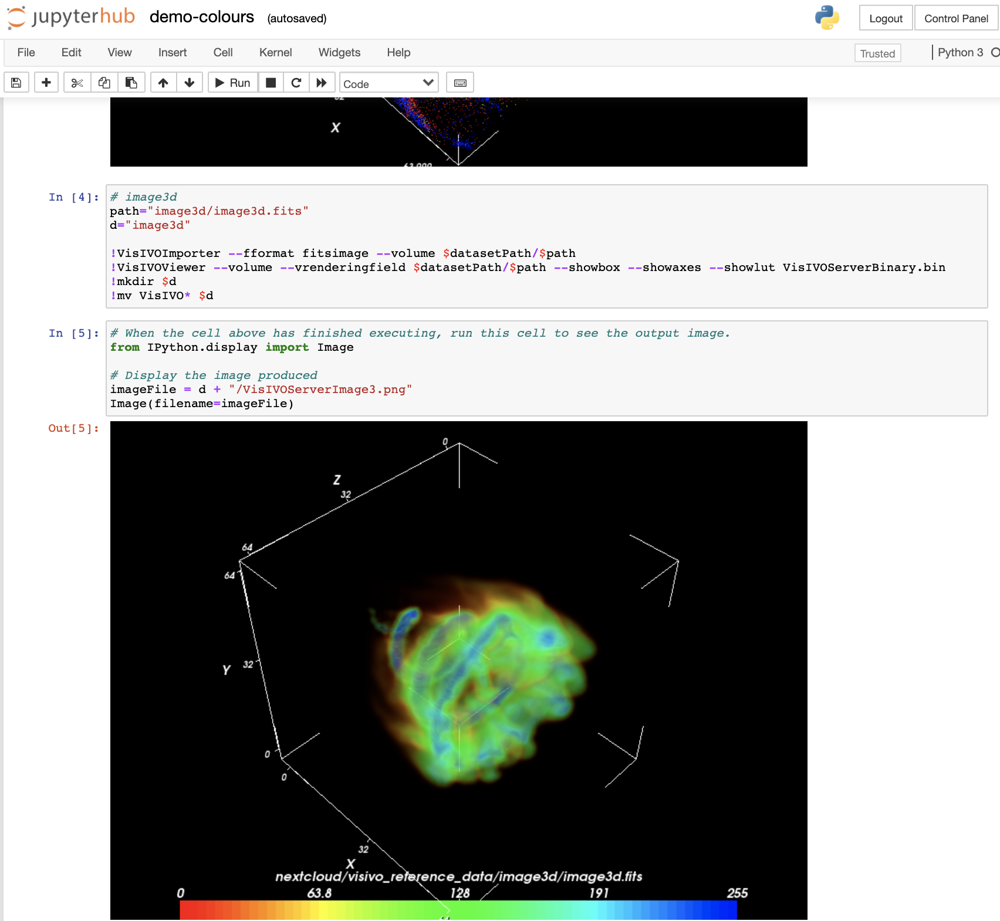 jupyterhub demo-colours (autosaved) Logout Control Panel
File Edit View Insert Cell Kernel Widgets Help Trusted Python 3
Run Code
X
In [4]:
# image3d
path="image3d/image3d.fits"
d="image3d"
!VisIVOImporter --fformat fitsimage --volume $datasetPath/$path
!VisIVOViewer --volume --vrenderingfield $datasetPath/$path --showbox --showaxes --showlut VisIVOServerBinary.bin
!mkdir $d
!mv VisIVO* $d
In [5]:
# When the cell above has finished executing, run this cell to see the output image.
from IPython.display import Image
# Display the image produced
imageFile = d + "/VisIVOServerImage3.png"
Image(filename=imageFile)
Out[5]:
0
Z
32
64
64
Y 32
0
0
32
X
nextcloud/visivo_reference_data/image3d/image3d.fits
0 63.8 128 191 255